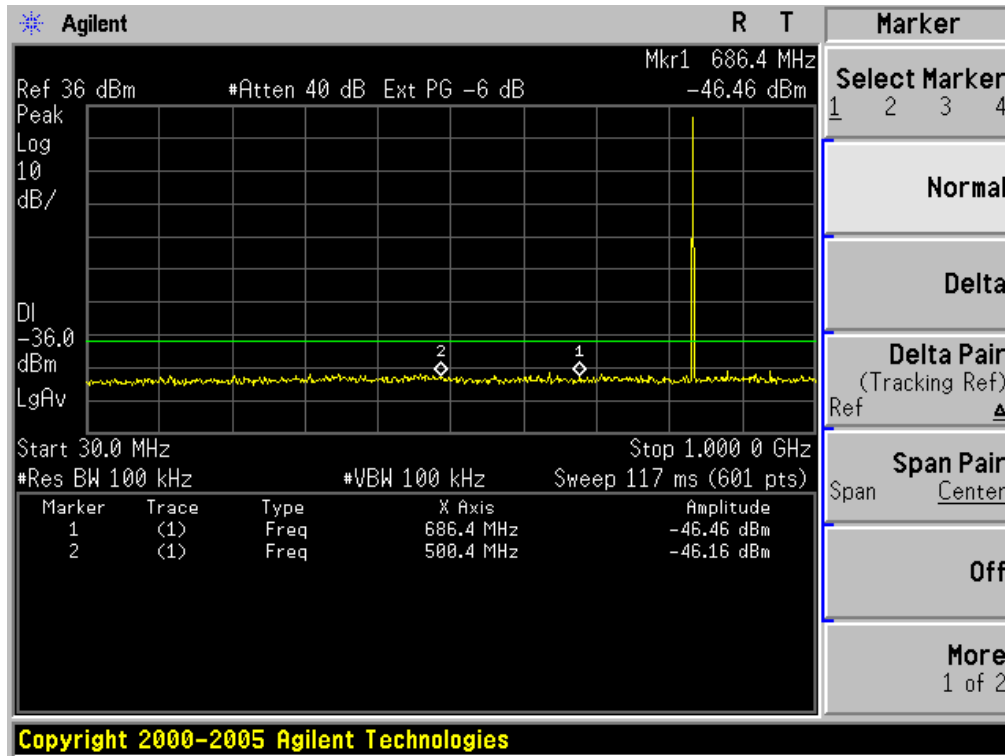 Agilent R T
Mkr1 686.4 MHz
Ref 36 dBm #Atten 40 dB Ext PG -6 dB -46.46 dBm
Peak
Log
10
dB/
DI
-36.0
dBm
LgAv
2 1
Start 30.0 MHz Stop 1.000 0 GHz
#Res BW 100 kHz #VBW 100 kHz Sweep 117 ms (601 pts)
Marker Trace Type X Axis Amplitude
1 (1) Freq 686.4 MHz -46.46 dBm
2 (1) Freq 500.4 MHz -46.16 dBm
Copyright 2000-2005 Agilent Technologies
Marker
Select Marker
1 2 3 4
Normal
Delta
Delta Pair
(Tracking Ref)
Ref Δ
Span Pair
Span Center
Off
More
1 of 2